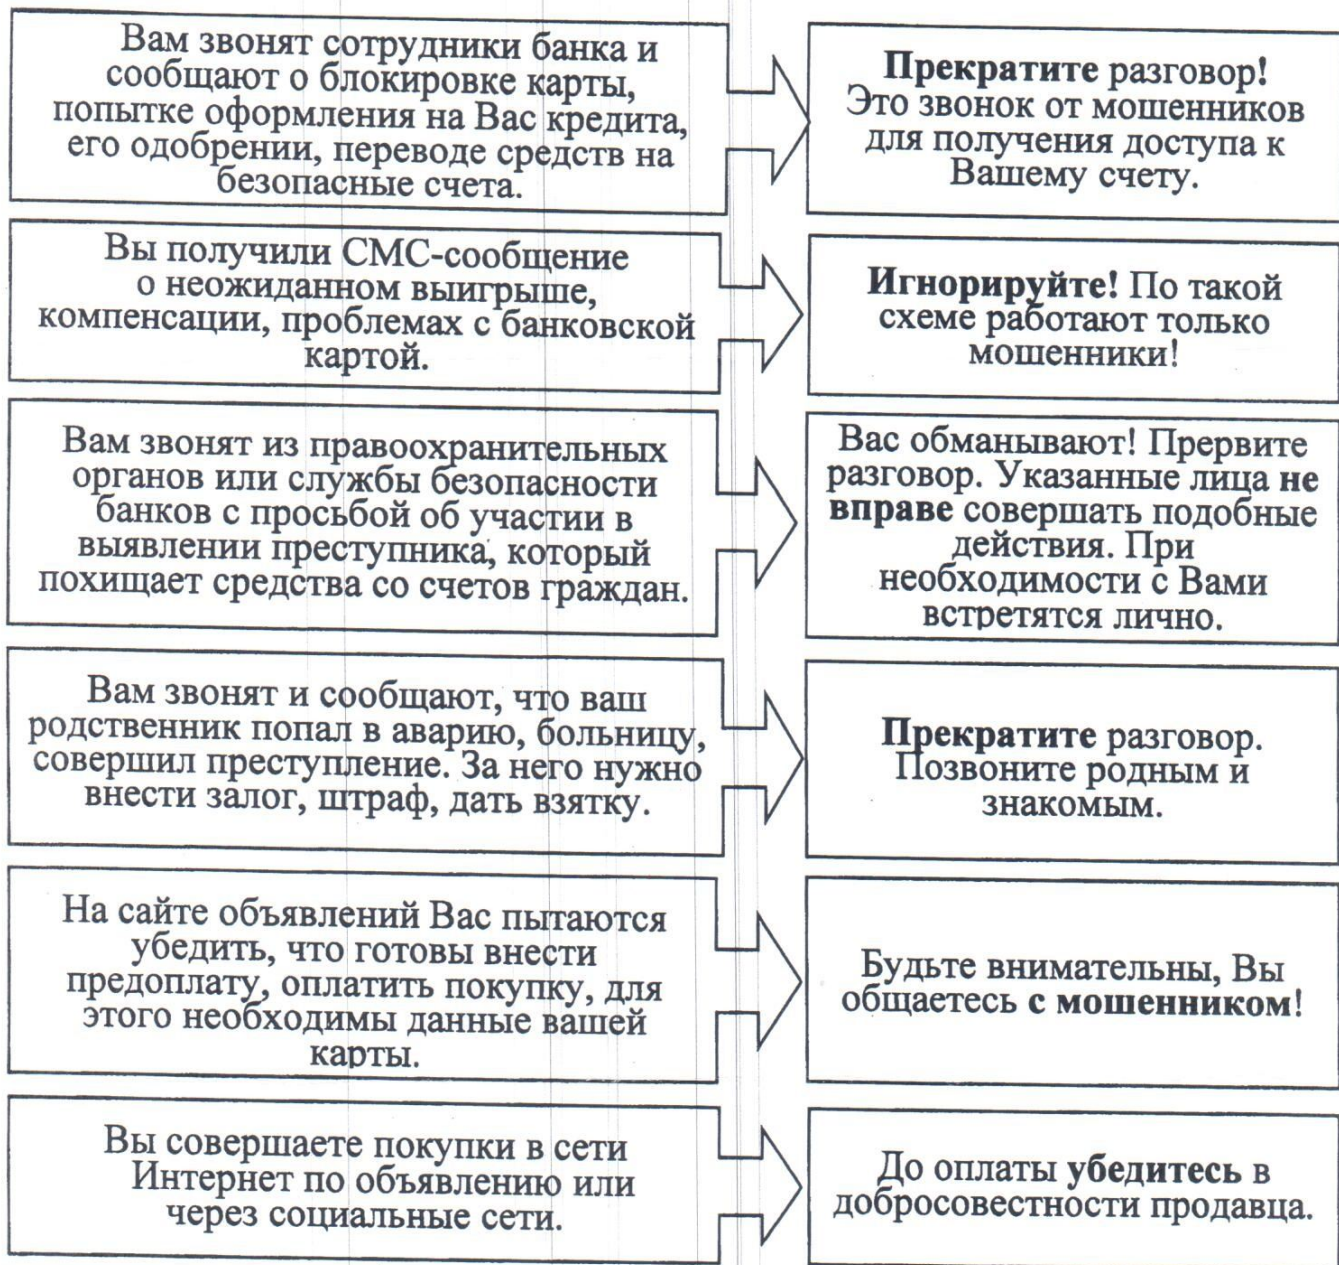 Вам звонят сотрудники банка и
сообщают о блокировке карты,
попытке оформления на Вас кредита,
его одобрении, переводе средств на
безопасные счета.
Прекратите разговор!
Это звонок от мошенников
для получения доступа к
Вашему счету.
Вы получили СМС-сообщение
о неожиданном выигрыше,
компенсации, проблемах с банковской
картой.
Игнорируйте! По такой
схеме работают только
мошенники!
Вам звонят из правоохранительных
органов или службы безопасности
банков с просьбой об участии в
выявлении преступника, который
похищает средства со счетов граждан.
Вас обманывают! Прервите
разговор. Указанные лица не
вправе совершать подобные
действия. При
необходимости с Вами
встретятся лично.
Вам звонят и сообщают, что ваш
родственник попал в аварию, больницу,
совершил преступление. За него нужно
внести залог, штраф, дать взятку.
Прекратите разговор.
Позвоните родным и
знакомым.
На сайте объявлений Вас пытаются
убедить, что готовы внести
предоплату, оплатить покупку, для
этого необходимы данные вашей
карты.
Будьте внимательны, Вы
общаетесь с мошенником!
Вы совершаете покупки в сети
Интернет по объявлению или
через социальные сети.
До оплаты убедитесь в
добросовестности продавца.